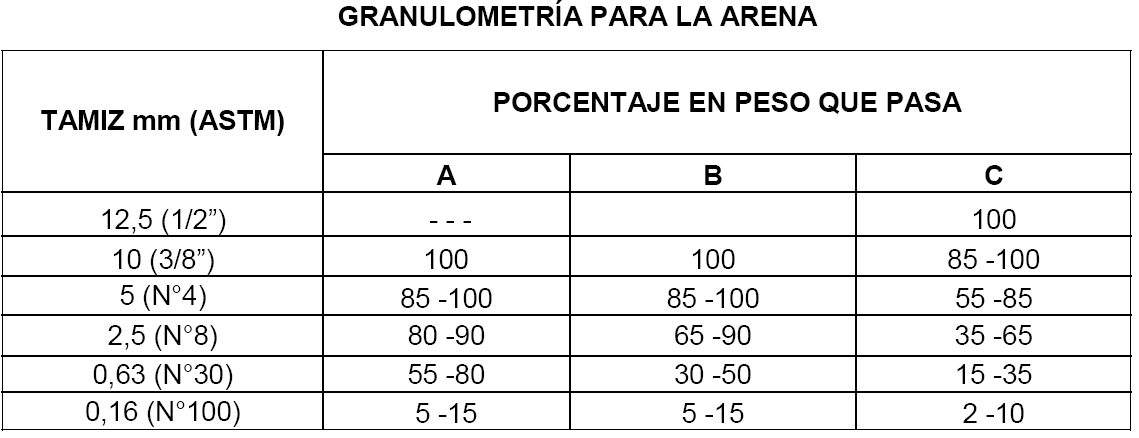 GRANULOMETRÍA PARA LA ARENA
TAMIZ mm (ASTM) PORCENTAJE EN PESO QUE PASA
A B C
12,5 (1/2”) - - - 100
10 (3/8”) 100 100 85 -100
5 (N°4) 85 -100 85 -100 55 -85
2,5 (N°8) 80 -90 65 -90 35 -65
0,63 (N°30) 55 -80 30 -50 15 -35
0,16 (N°100) 5 -15 5 -15 2 -10